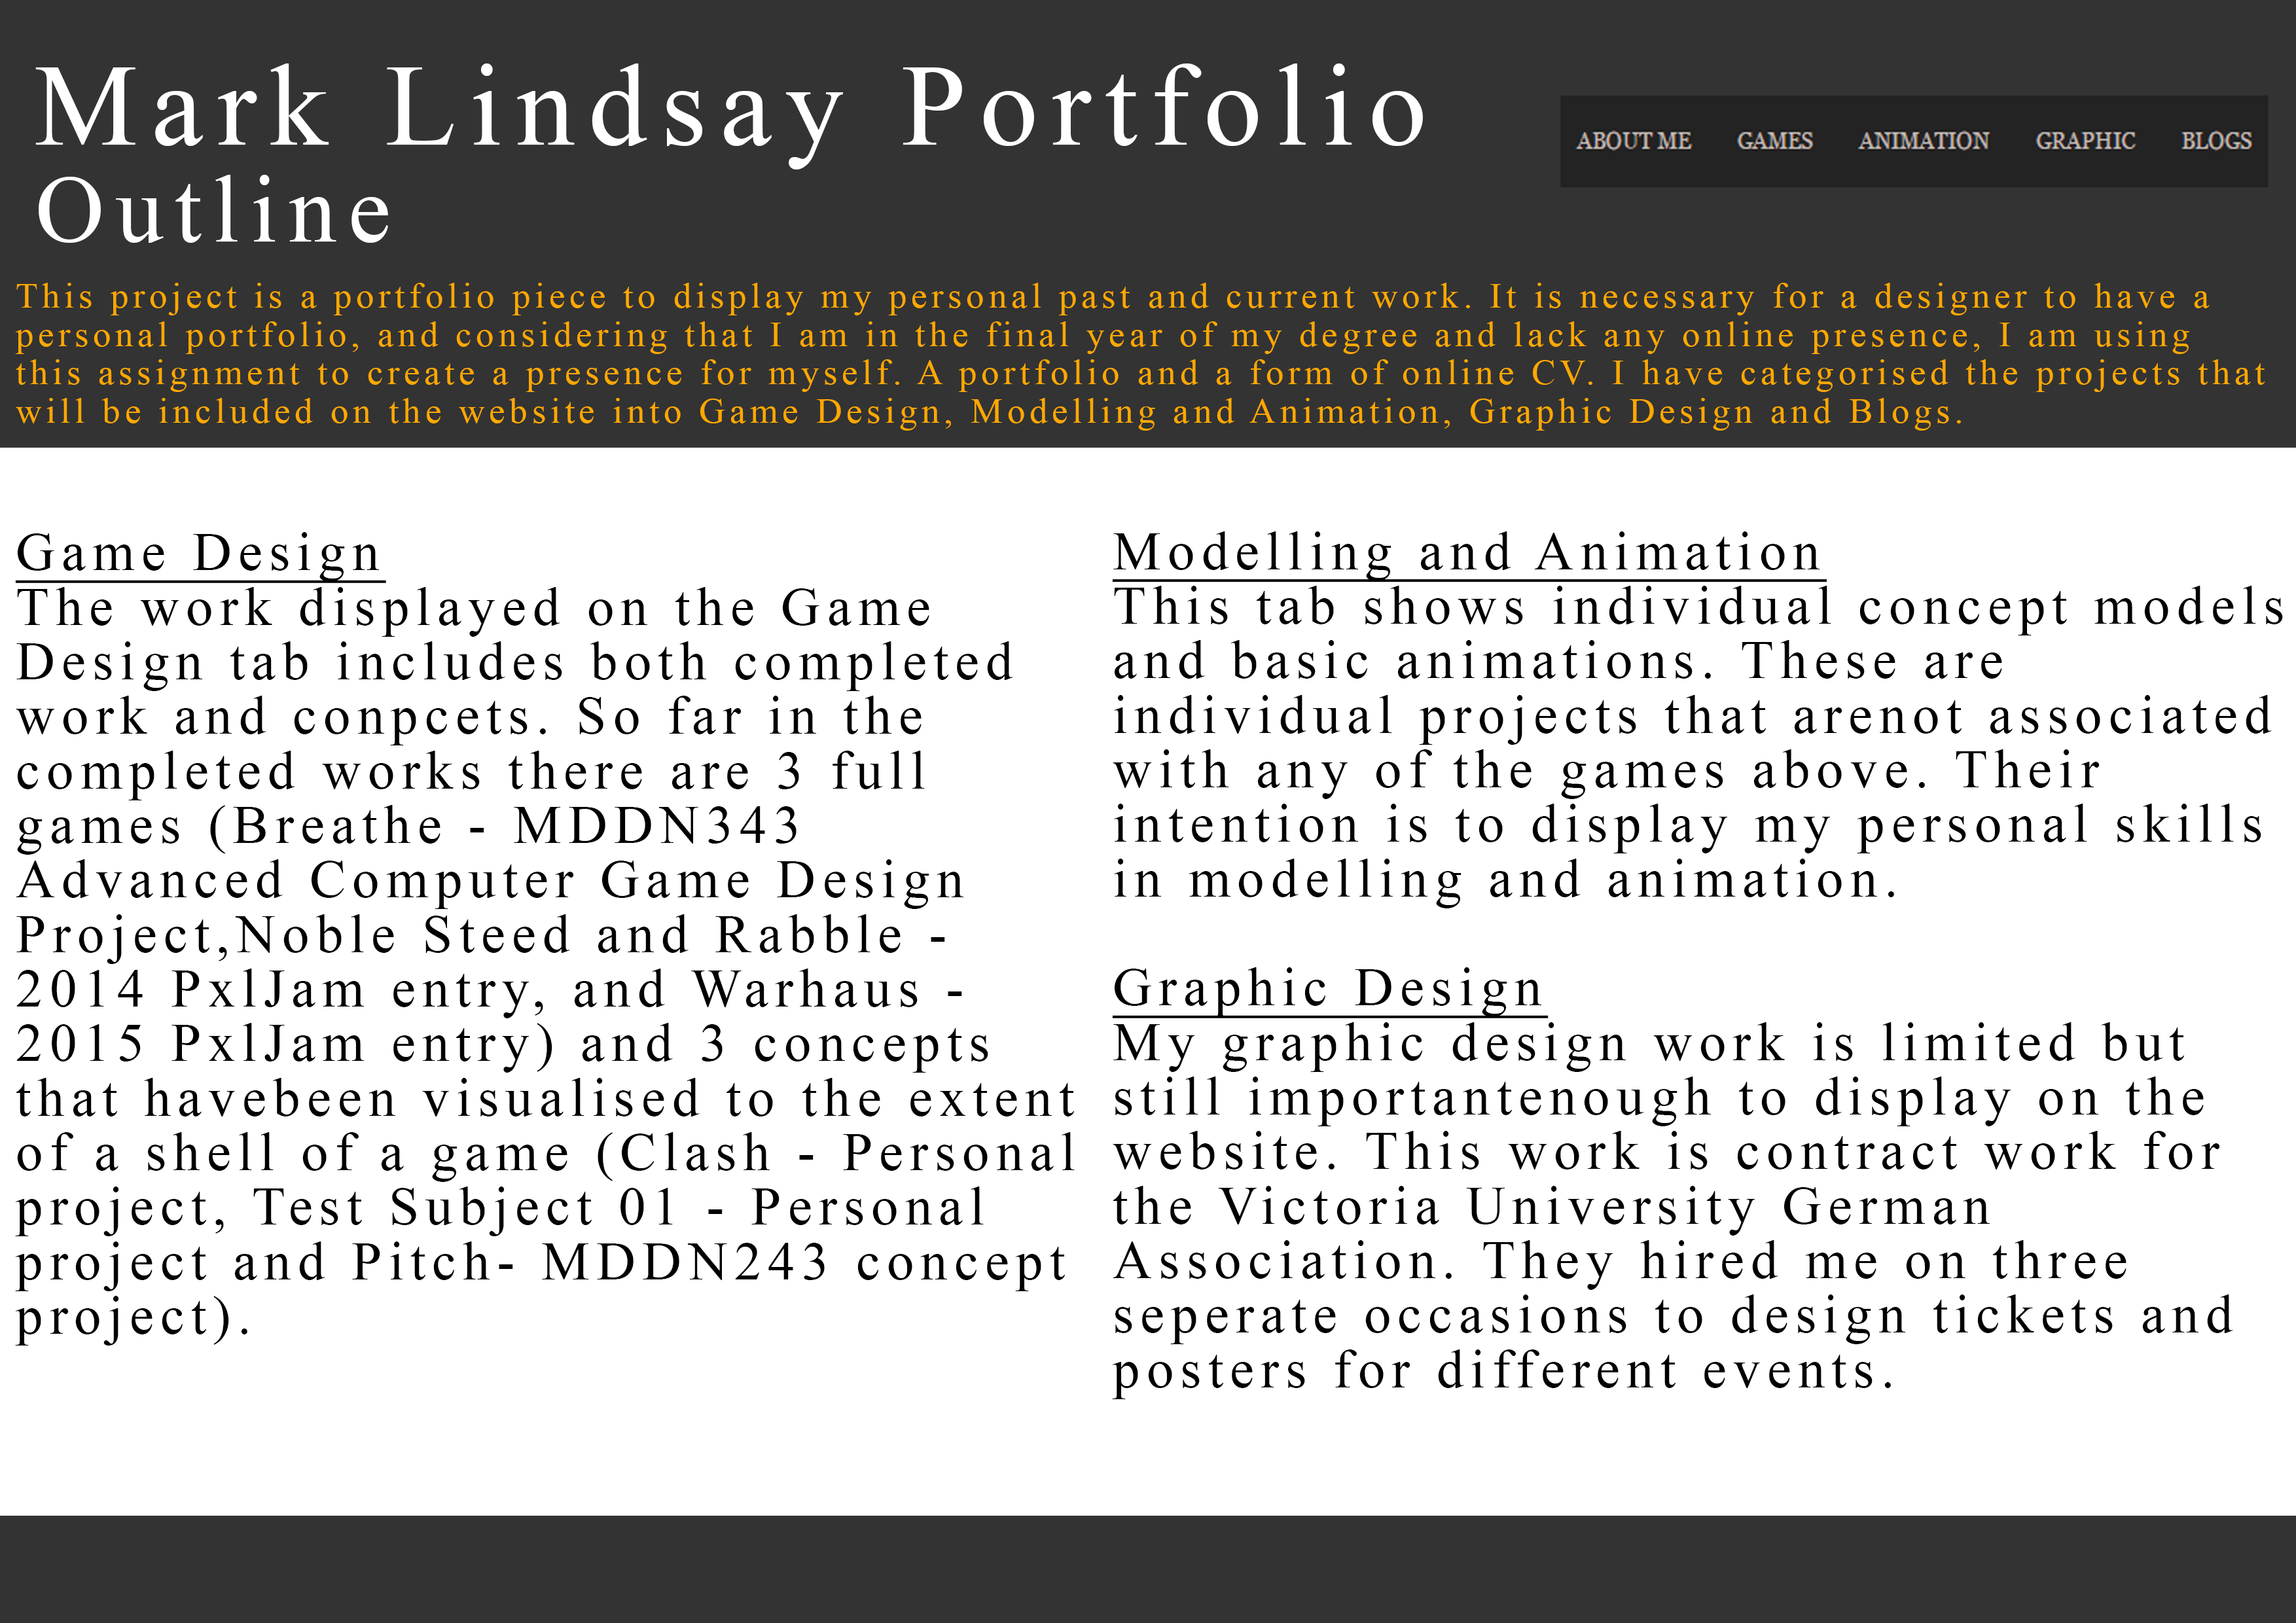 Mark Lindsay Portfolio
Outline
ABOUT ME GAMES ANIMATION GRAPHIC BLOGS
This project is a portfolio piece to display my personal past and current work. It is necessary for a designer to have a
personal portfolio, and considering that I am in the final year of my degree and lack any online presence, I am using
this assignment to create a presence for myself. A portfolio and a form of online CV. I have categorised the projects that
will be included on the website into Game Design, Modelling and Animation, Graphic Design and Blogs.
Game Design
The work displayed on the Game
Design tab includes both completed
work and conpcets. So far in the
completed works there are 3 full
games (Breathe - MDDN343
Advanced Computer Game Design
Project,Noble Steed and Rabble -
2014 PxlJam entry, and Warhaus -
2015 PxlJam entry) and 3 concepts
that havebeen visualised to the extent
of a shell of a game (Clash - Personal
project, Test Subject 01 - Personal
project and Pitch- MDDN243 concept
project).
Modelling and Animation
This tab shows individual concept models
and basic animations. These are
individual projects that arenot associated
with any of the games above. Their
intention is to display my personal skills
in modelling and animation.
Graphic Design
My graphic design work is limited but
still importantenough to display on the
website. This work is contract work for
the Victoria University German
Association. They hired me on three
seperate occasions to design tickets and
posters for different events.